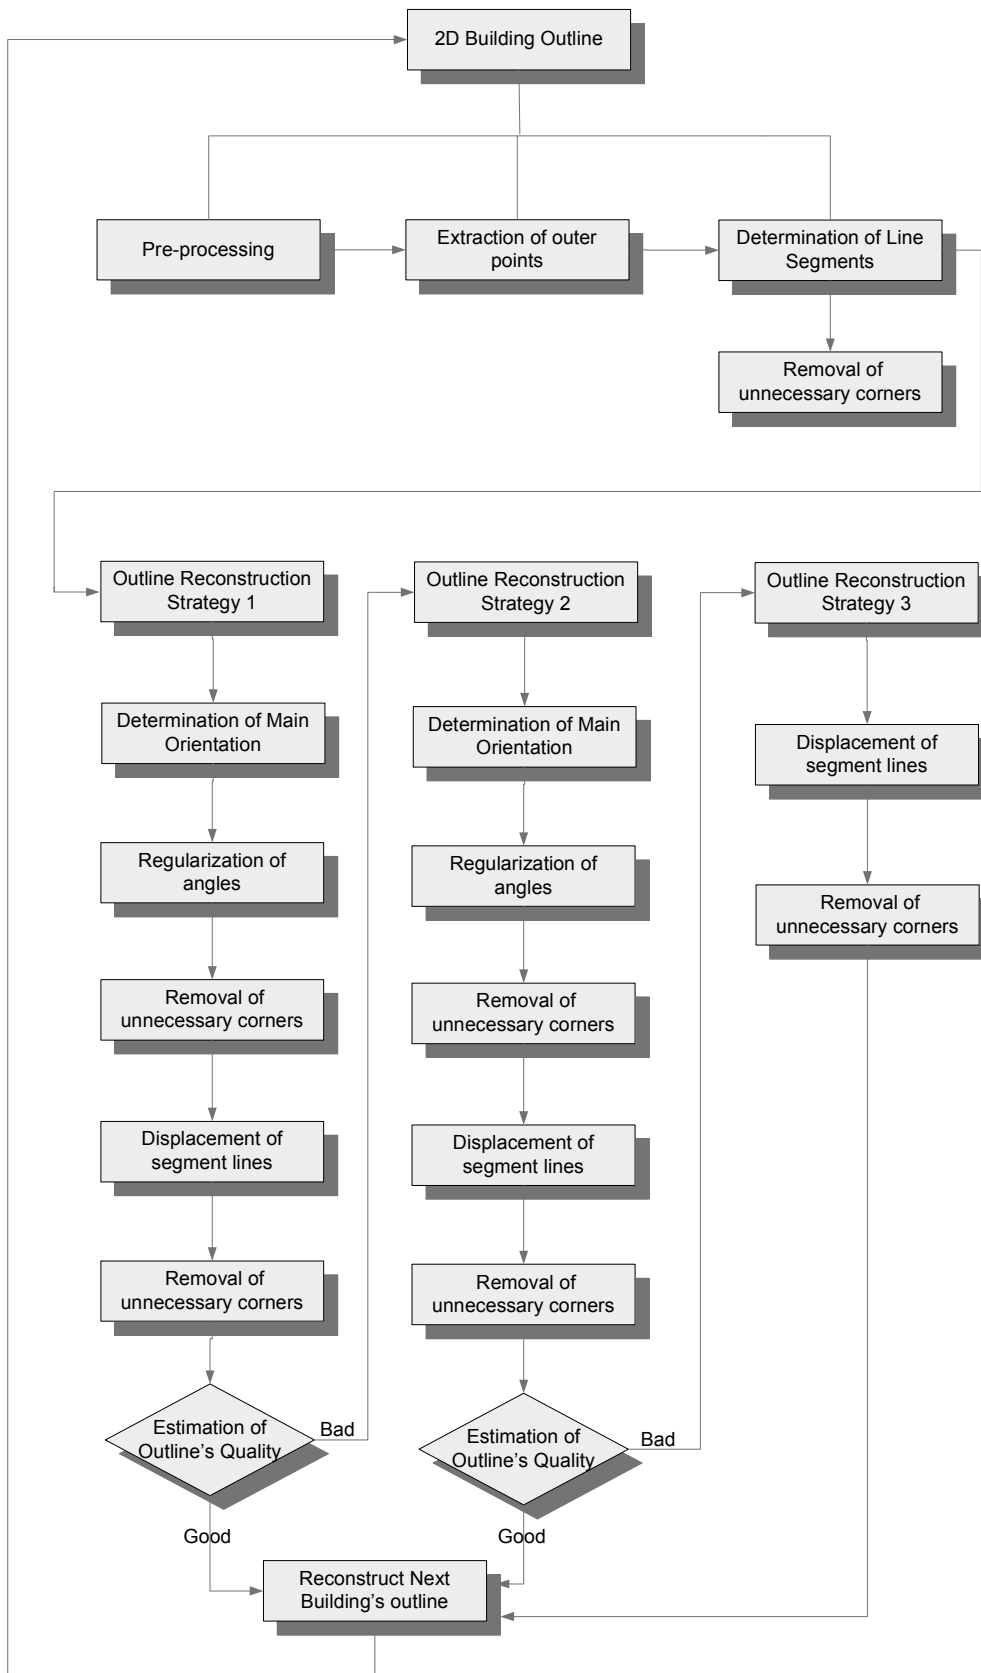 2D Building Outline
Pre-processing
Extraction of outer
points
Determination of Line
Segments
Removal of
unnecessary corners
Outline Reconstruction
Strategy 1
Determination of Main
Orientation
Regularization of
angles
Removal of
unnecessary corners
Displacement of
segment lines
Removal of
unnecessary corners
Estimation of
Outline's Quality
Bad
Good
Outline Reconstruction
Strategy 2
Determination of Main
Orientation
Regularization of
angles
Removal of
unnecessary corners
Displacement of
segment lines
Removal of
unnecessary corners
Estimation of
Outline's Quality
Bad
Good
Outline Reconstruction
Strategy 3
Displacement of
segment lines
Removal of
unnecessary corners
Reconstruct Next
Building's outline